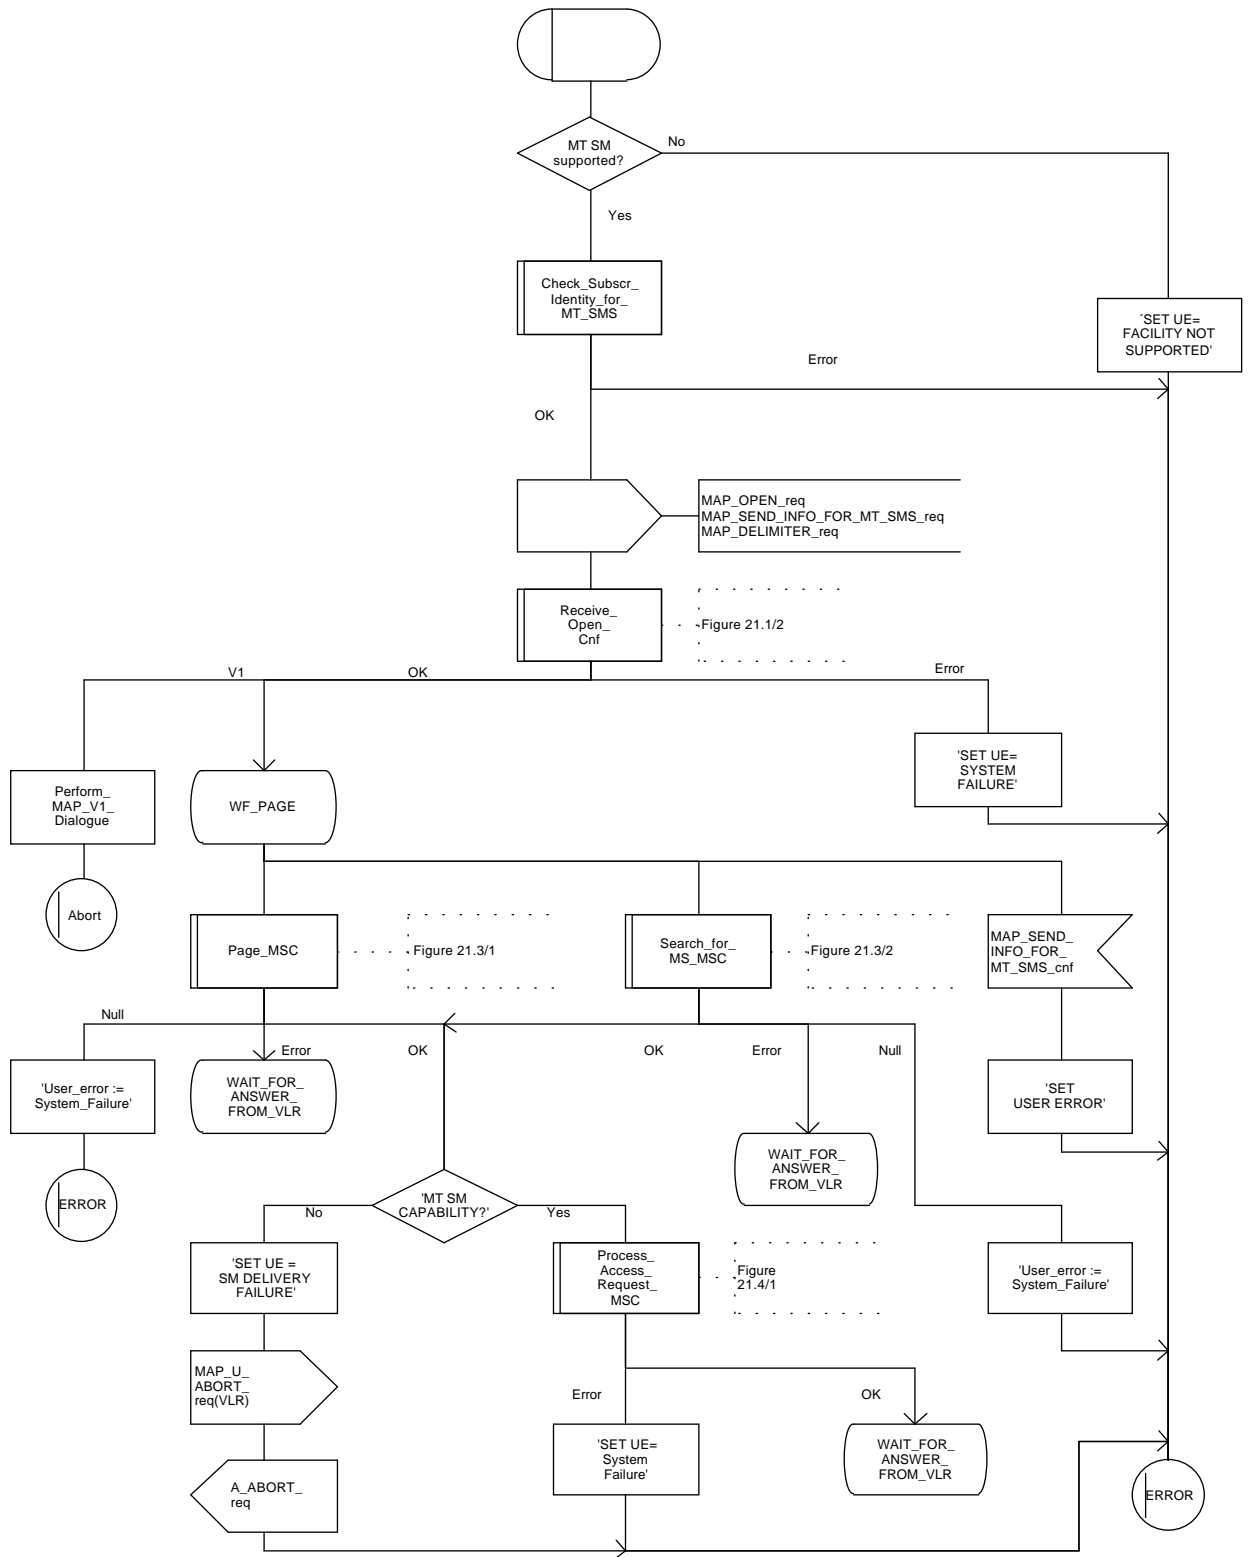 MT SM
supported?
No
Yes
Check_Subscr_
Identity_for_
MT_SMS
´SET UE=
FACILITY NOT
SUPPORTED'
Error
OK
MAP_OPEN_req
MAP_SEND_INFO_FOR_MT_SMS_req
MAP_DELIMITER_req
Receive_
Open_
Cnf
Figure 21.1/2
V1
OK
Error
'SET UE=
SYSTEM
FAILURE'
Perform_
MAP_V1_
Dialogue
WF_PAGE
Abort
Page_MSC
Figure 21.3/1
Search_for_
MS_MSC
Figure 21.3/2
MAP_SEND_
INFO_FOR_
MT_SMS_cnf
Null
Error
OK
OK
Error
Null
'User_error :=
System_Failure'
WAIT_FOR_
ANSWER_
FROM_VLR
'SET
USER ERROR'
WAIT_FOR_
ANSWER_
FROM_VLR
ERROR
'MT SM
CAPABILITY?'
No
Yes
'SET UE =
SM DELIVERY
FAILURE'
Process_
Access_
Request_
MSC
Figure
21.4/1
'User_error :=
System_Failure'
MAP_U_
ABORT_
req(VLR)
Error
OK
'SET UE=
System
Failure'
WAIT_FOR_
ANSWER_
FROM_VLR
A_ABORT_
req
ERROR